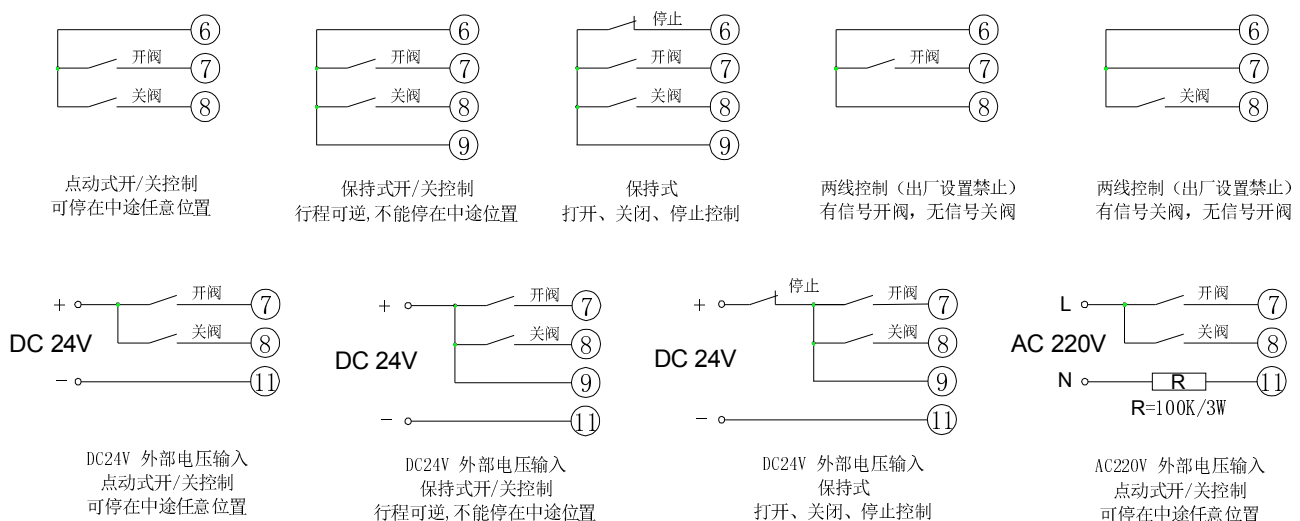 ⑥
开阀 ⑦
关阀 ⑧
点动式开/关控制
可停在中途任意位置
⑥
开阀 ⑦
关阀 ⑧
⑨
保持式开/关控制
行程可逆,不能停在中途位置
停止 ⑥
开阀 ⑦
关阀 ⑧
⑨
保持式
打开、关闭、停止控制
⑥
开阀 ⑦
⑧
两线控制（出厂设置禁止）
有信号开阀，无信号关阀
⑥
⑦
关阀 ⑧
两线控制（出厂设置禁止）
有信号关阀，无信号开阀
+ 开阀 ⑦
DC 24V 关阀 ⑧
− ⑪
DC24V 外部电压输入
点动式开/关控制
可停在中途任意位置
+ 开阀 ⑦
DC 24V 关阀 ⑧
⑨
− ⑪
DC24V 外部电压输入
保持式开/关控制
行程可逆,不能停在中途位置
+ 停止 开阀 ⑦
DC 24V 关阀 ⑧
⑨
− ⑪
DC24V 外部电压输入
保持式
打开、关闭、停止控制
L 开阀 ⑦
AC 220V 关阀 ⑧
N R ⑪
R=100K/3W
AC220V 外部电压输入
点动式开/关控制
可停在中途任意位置